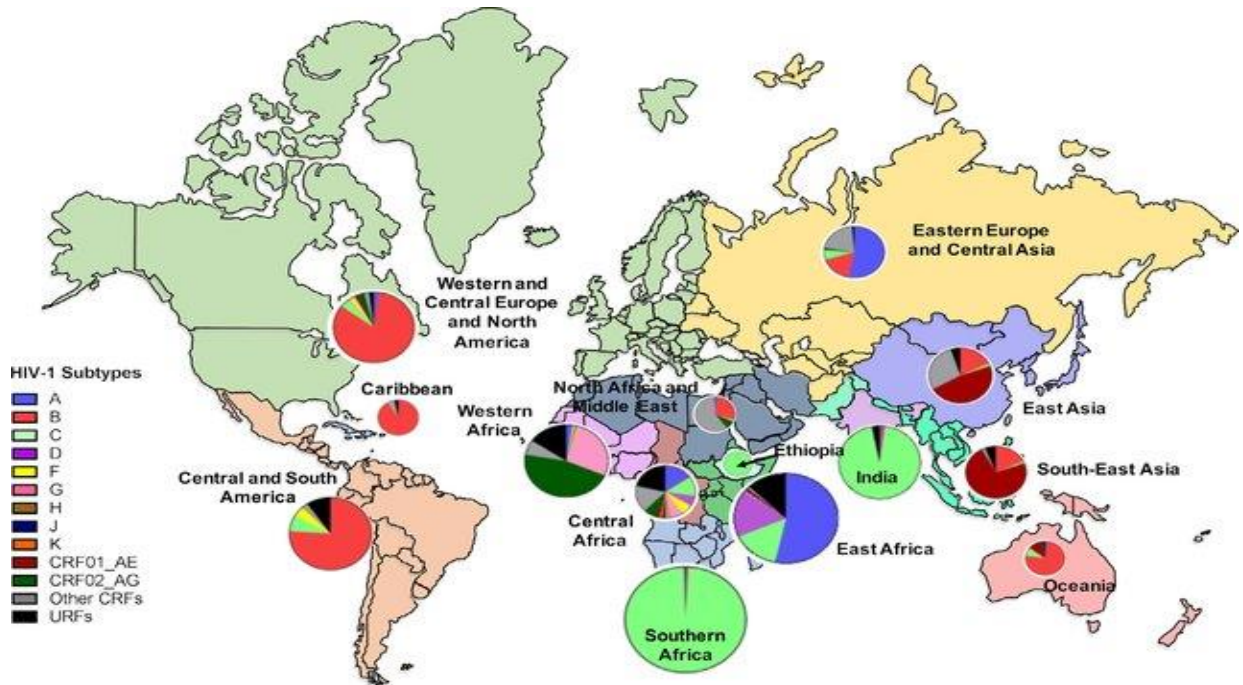 Eastern Europe
and Central Asia
Western and
Central Europe
and North
America
HIV-1 Subtypes
A
B
C
D
F
G
H
J
K
CRF01_AE
CRF02_AG
Other CRFs
URFs
Caribbean
North Africa and
Middle East
East Asia
Western
Africa
Ethiopia
India
South-East Asia
Central and South
America
Central
Africa
East Africa
Oceania
Southern
Africa